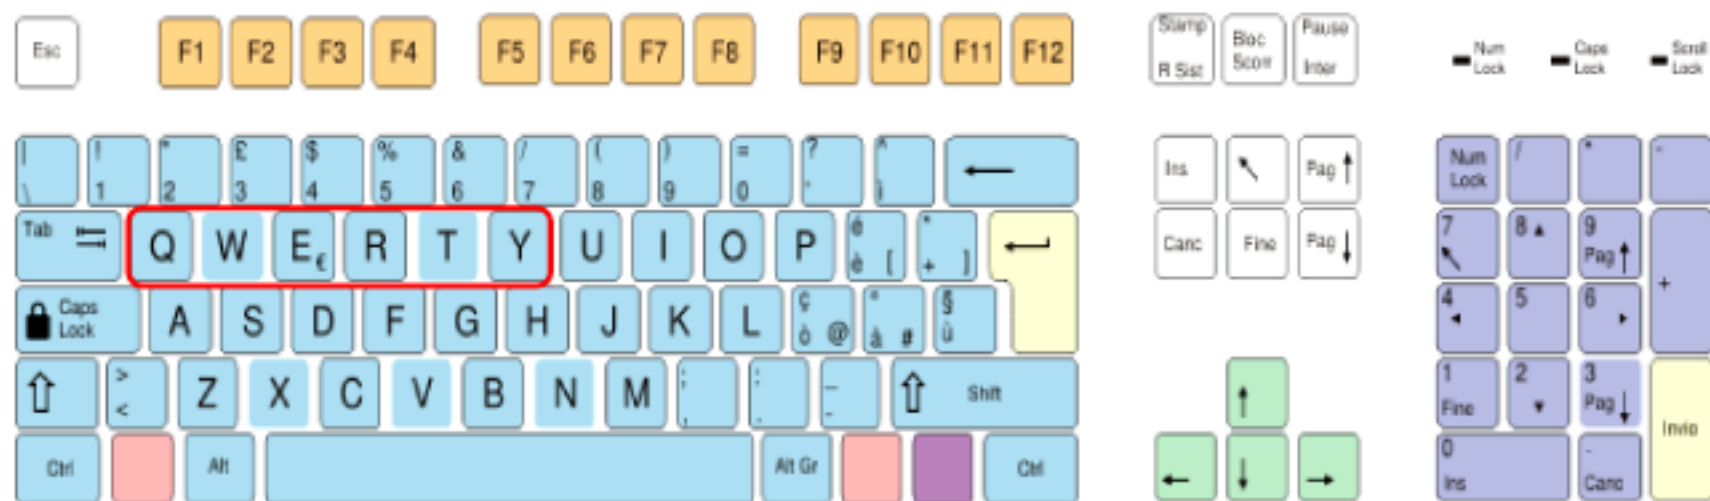 Esc F1 F2 F3 F4 F5 F6 F7 F8 F9 F10 F11 F12 Stamp R Sist Bloc Scorr Pause Inter Num Lock Caps Lock Scroll Lock
| \ ! 1 " 2 £ 3 $ 4 % 5 & 6 / 7 ( 8 ) 9 = 0 ? ' ^ ì ← Ins ↖ Pag ↑ Num Lock / * -
Tab Q W E € R T Y U I O P é è [ * + ] Canc Fine Pag ↓ 7 ↖ 8 ▲ 9 Pag ↑ +
Caps Lock A S D F G H J K L ç ò @ ° à # § ù 4 ◄ 5 6 ►
⇧ > < Z X C V B N M ; , : . _ - ⇧ Shift ↑ 1 Fine 2 ▼ 3 Pag ↓ Invio
Ctrl Alt Alt Gr Ctrl ← ↓ → 0 Ins . Canc